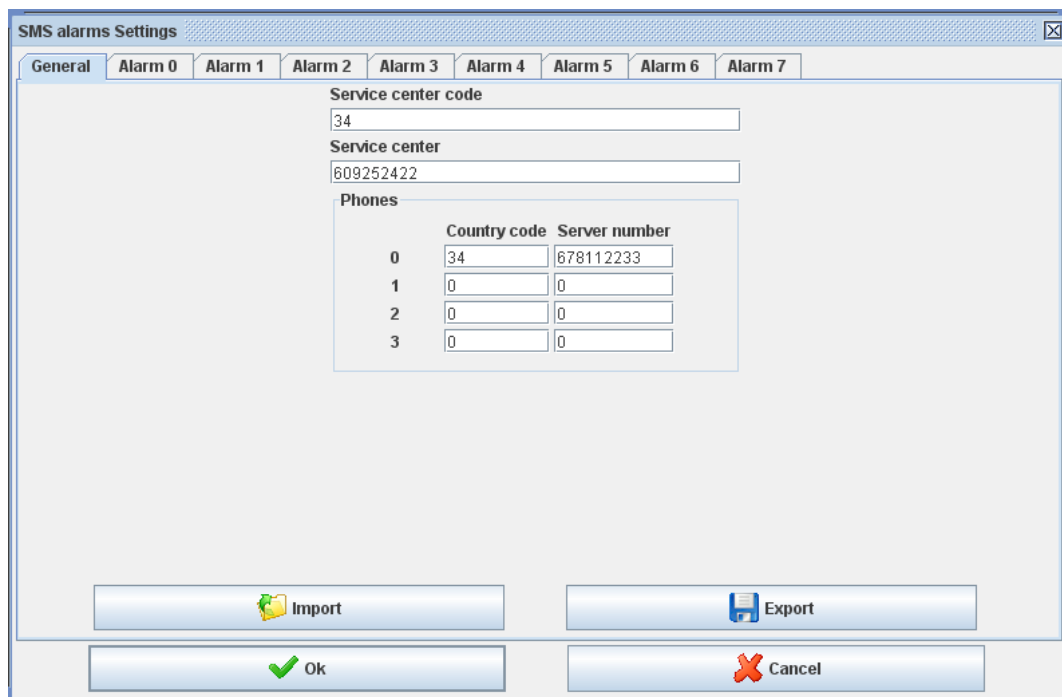 SMS alarms Settings
General Alarm 0 Alarm 1 Alarm 2 Alarm 3 Alarm 4 Alarm 5 Alarm 6 Alarm 7
Service center code
34
Service center
609252422
Phones
Country code Server number
0 34 678112233
1 0 0
2 0 0
3 0 0
Import Export
Ok Cancel